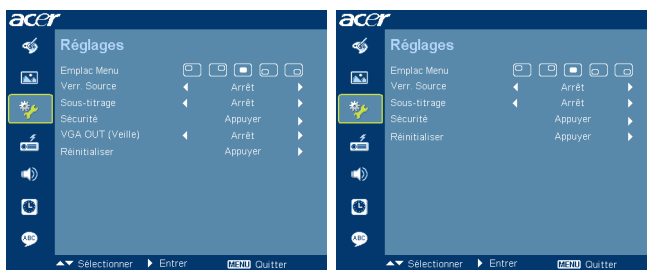 acer
Réglages
Emplac Menu
Verr. Source Arrêt
Sous-titrage Arrêt
Sécurité Appuyer
VGA OUT (Veille) Arrêt
Réinitialiser Appuyer
ABC
Sélectionner Entrer MENU Quitter
acer
Réglages
Emplac Menu
Verr. Source Arrêt
Sous-titrage Arrêt
Sécurité Appuyer
Réinitialiser Appuyer
ABC
Sélectionner Entrer MENU Quitter